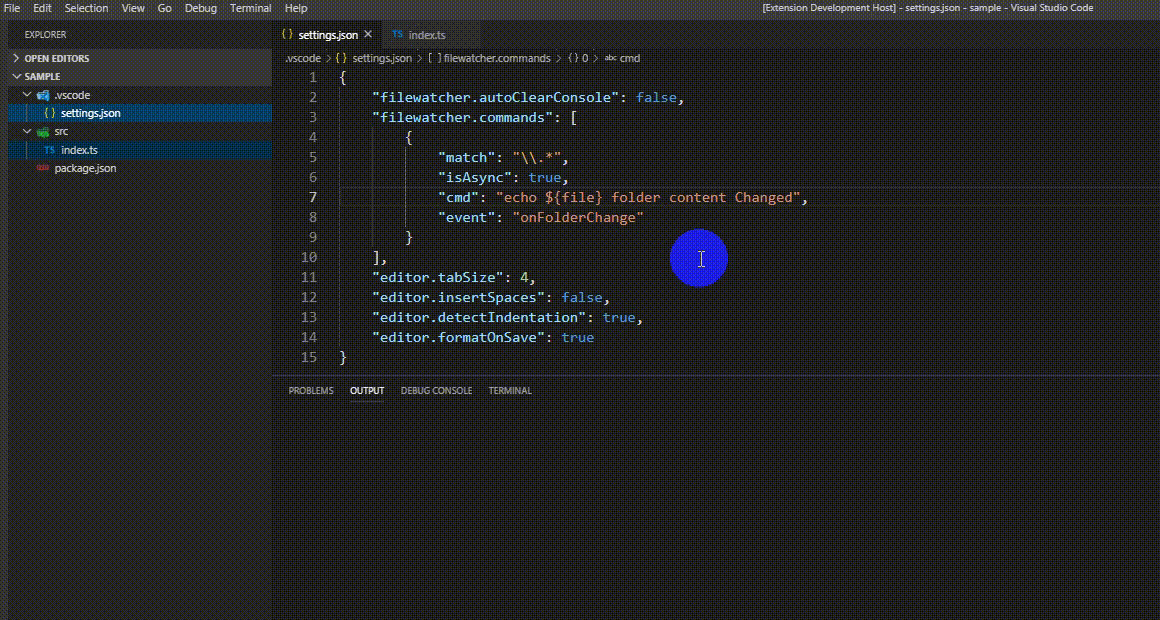 File Edit Selection View Go Debug Terminal Help [Extension Development Host] - settings.json - sample - Visual Studio Code
EXPLORER
OPEN EDITORS
SAMPLE
.vscode
{ } settings.json
src
TS index.ts
package.json
{ } settings.json × TS index.ts
.vscode > { } settings.json > [ ] filewatcher.commands > { } 0 > abc cmd
1 {
2 "filewatcher.autoClearConsole": false,
3 "filewatcher.commands": [
4 {
5 "match": "\\.*",
6 "isAsync": true,
7 "cmd": "echo ${file} folder content Changed",
8 "event": "onFolderChange"
9 }
10 ],
11 "editor.tabSize": 4,
12 "editor.insertSpaces": false,
13 "editor.detectIndentation": true,
14 "editor.formatOnSave": true
15 }
PROBLEMS OUTPUT DEBUG CONSOLE TERMINAL